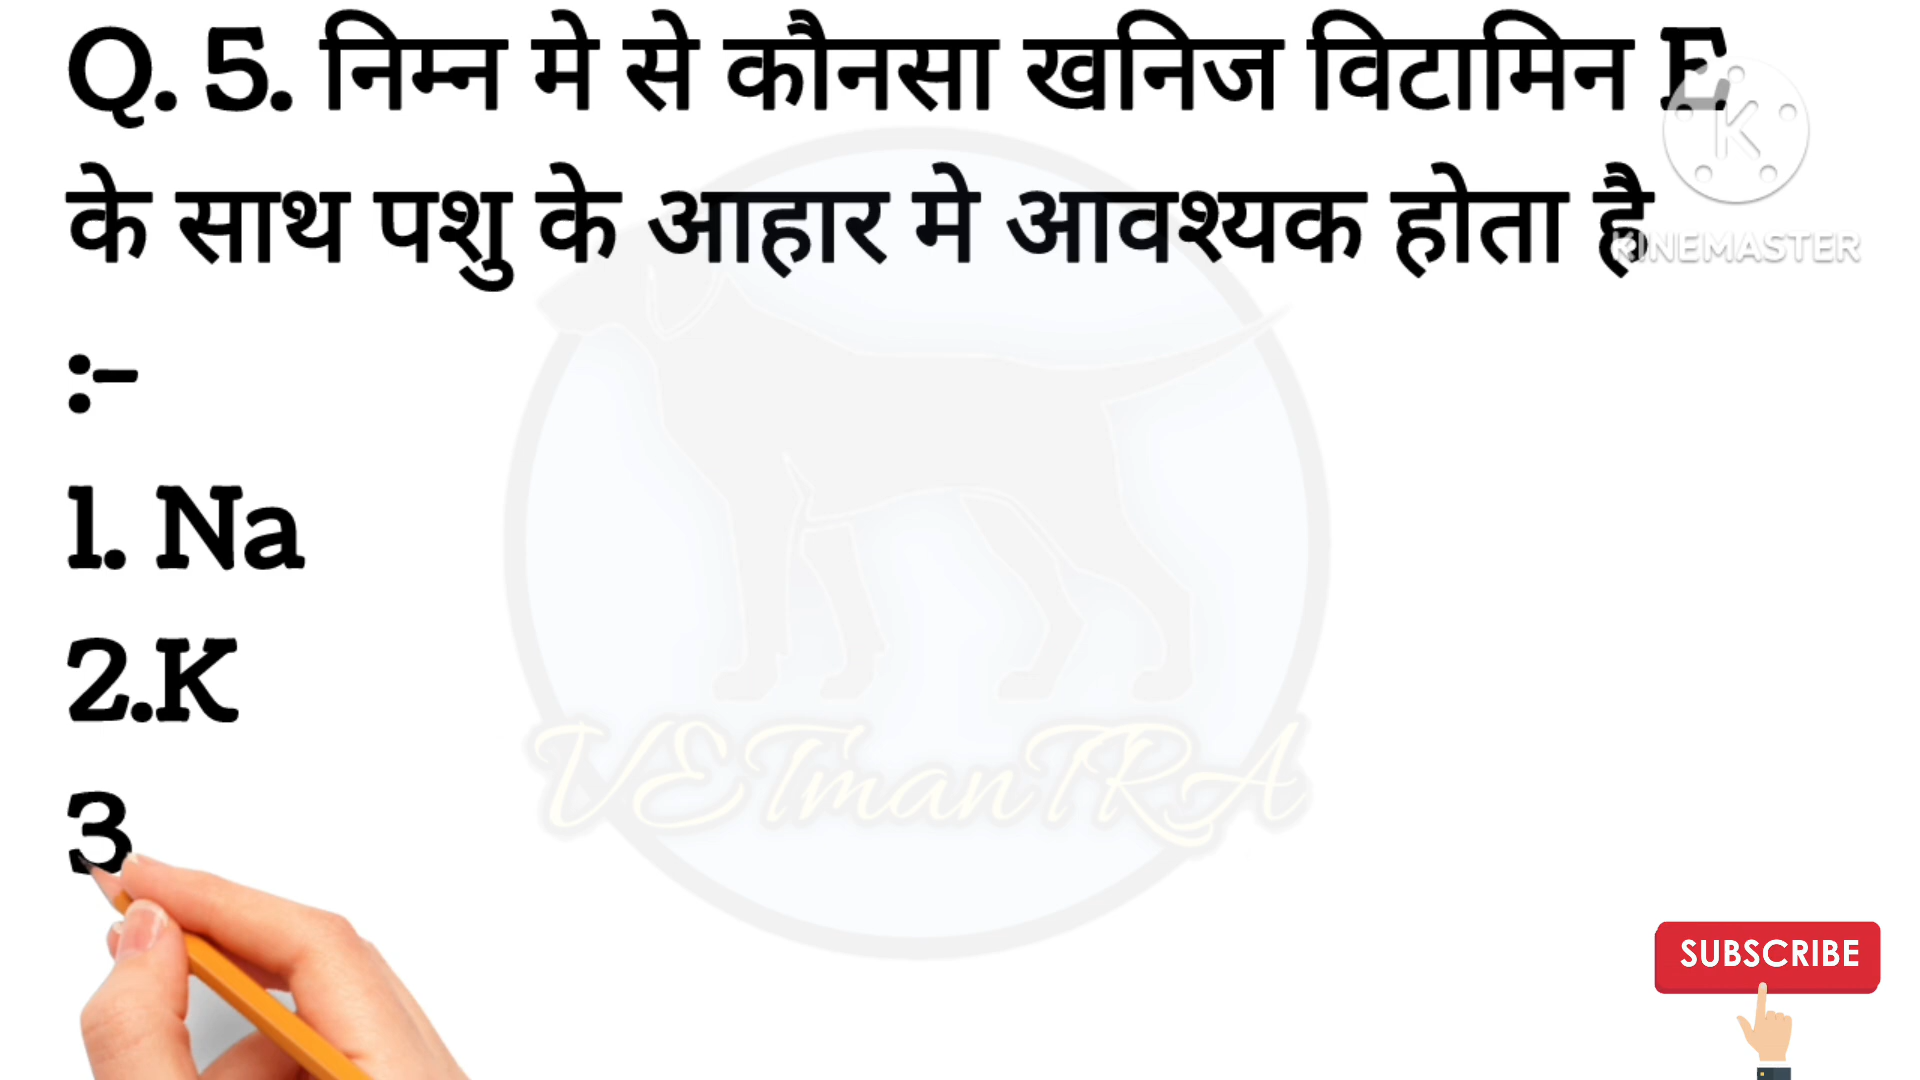 Q. 5. निम्न मे से कौनसा खनिज विटामिन E
के साथ पशु के आहार मे आवश्यक होता है
:-
1. Na
2.K
3
VETmanTRA
KINEMASTER
SUBSCRIBE